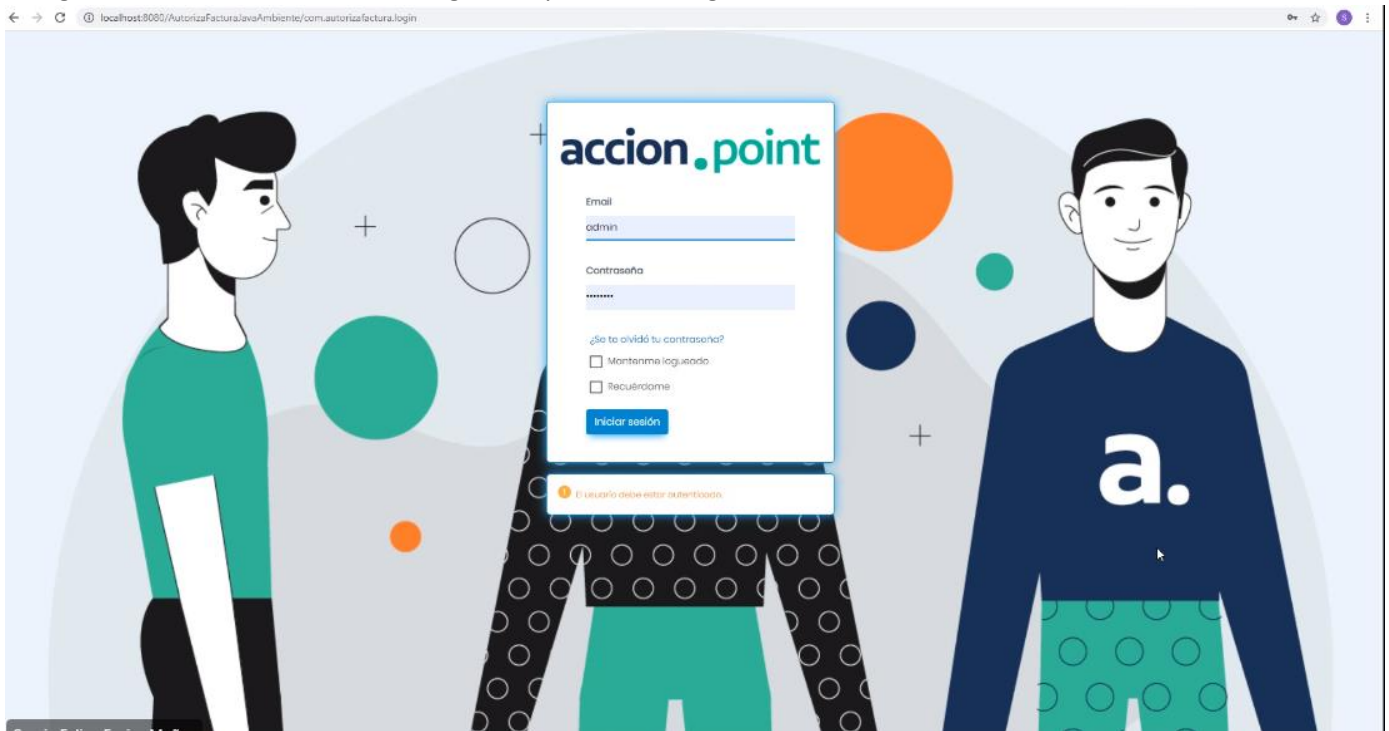 localhost:8080/AutorizaFacturaJavaAmbiente/com.autorizafactura.login
S
accion.point
Email
admin
Contraseña
••••••••
¿Se te olvidó tu contraseña?
Mantenme logueado
Recuérdame
Iniciar sesión
El usuario debe estar autenticado.
a.